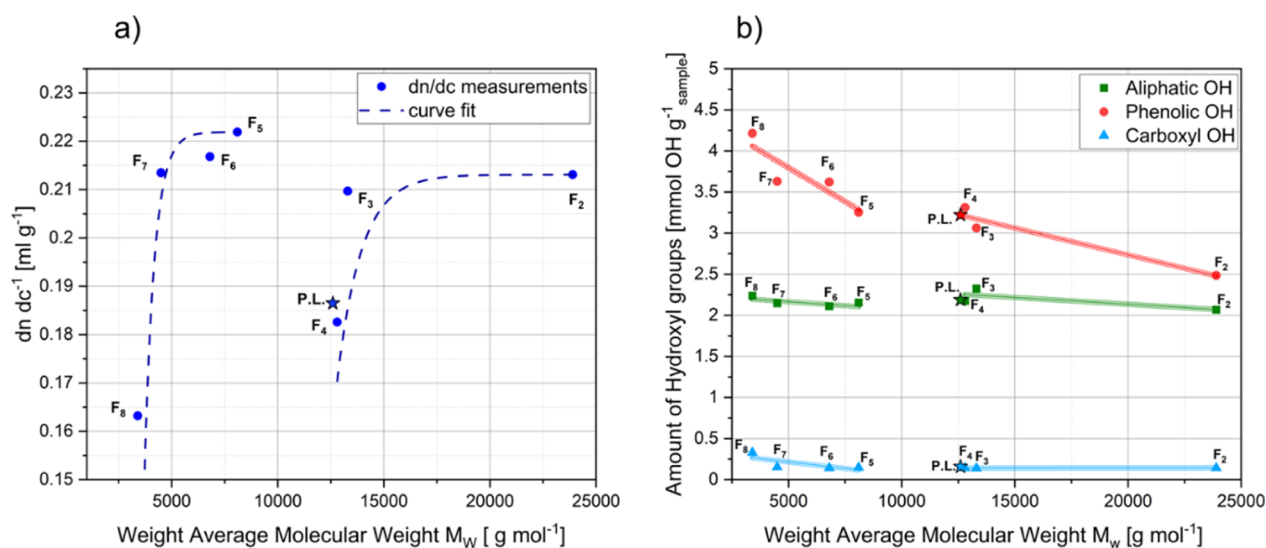 a)
dn/dc measurements
curve fit
0.23
0.22
0.21
0.2
0.19
0.18
0.17
0.16
0.15
dn dc⁻¹ [ml g⁻¹]
F₈
F₇
F₆
F₅
P.L.
F₄
F₃
F₂
5000
10000
15000
20000
25000
Weight Average Molecular Weight M_W [ g mol⁻¹]
b)
Aliphatic OH
Phenolic OH
Carboxyl OH
5
4.5
4
3.5
3
2.5
2
1.5
1
0.5
0
Amount of Hydroxyl groups [mmol OH g⁻¹ sample]
F₈
F₇
F₆
F₅
F₄
P.L.
F₃
F₂
F₈
F₇
F₆
F₅
P.L.
F₃
F₄
F₂
F₈
F₇
F₆
F₅
P.L.
F₄
F₃
F₂
5000
10000
15000
20000
25000
Weight Average Molecular Weight M_w [ g mol⁻¹]